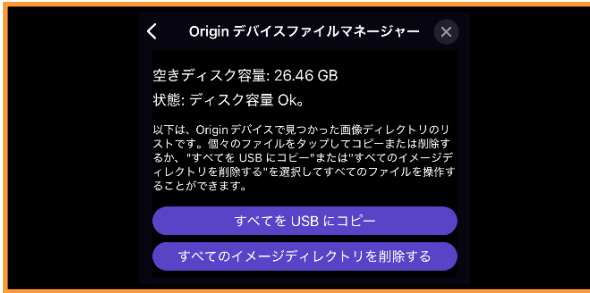 Origin デバイスファイルマネージャー
空きディスク容量: 26.46 GB
状態: ディスク容量 Ok。
以下は、Origin デバイスで見つかった画像ディレクトリのリ
ストです。個々のファイルをタップしてコピーまたは削除す
るか、"すべてを USB にコピー"または"すべてのイメージデ
ィレクトリを削除する"を選択してすべてのファイルを操作す
ることができます。
すべてを USB にコピー
すべてのイメージディレクトリを削除する